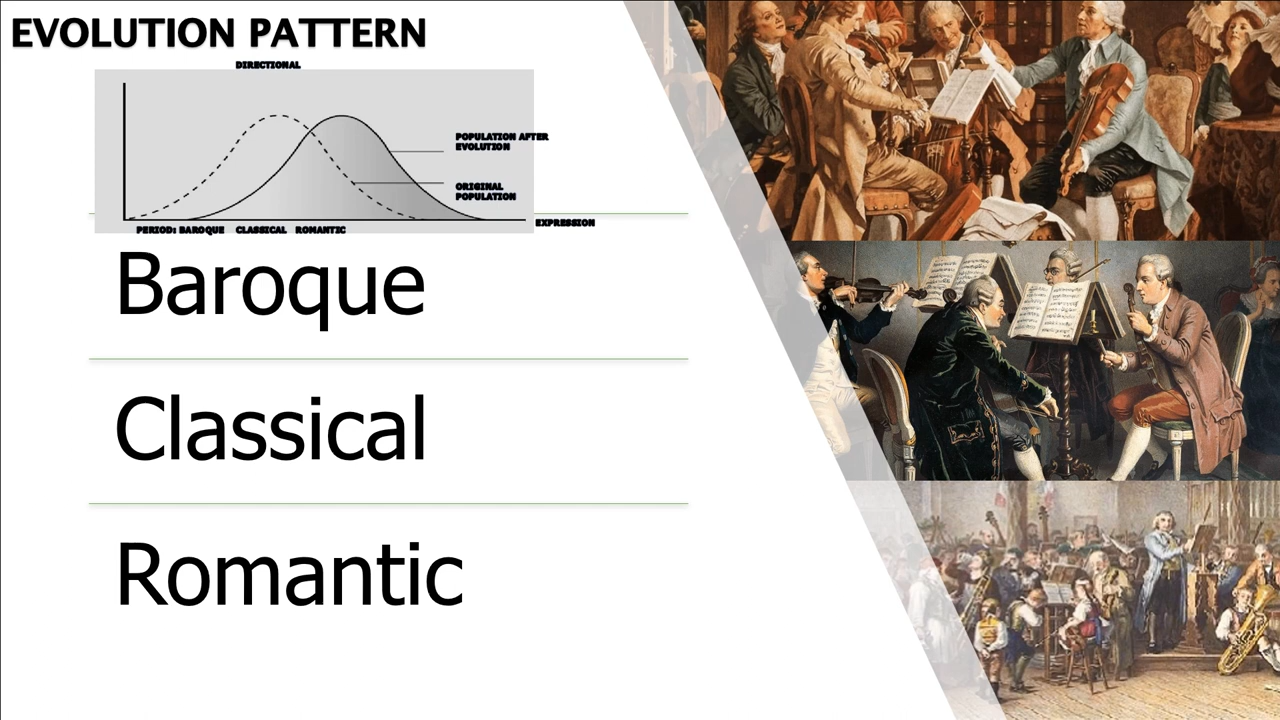 EVOLUTION PATTERN
DIRECTIONAL
POPULATION AFTER
EVOLUTION
ORIGINAL
POPULATION
EXPRESSION
PERIOD: BAROQUE CLASSICAL ROMANTIC
Baroque
Classical
Romantic